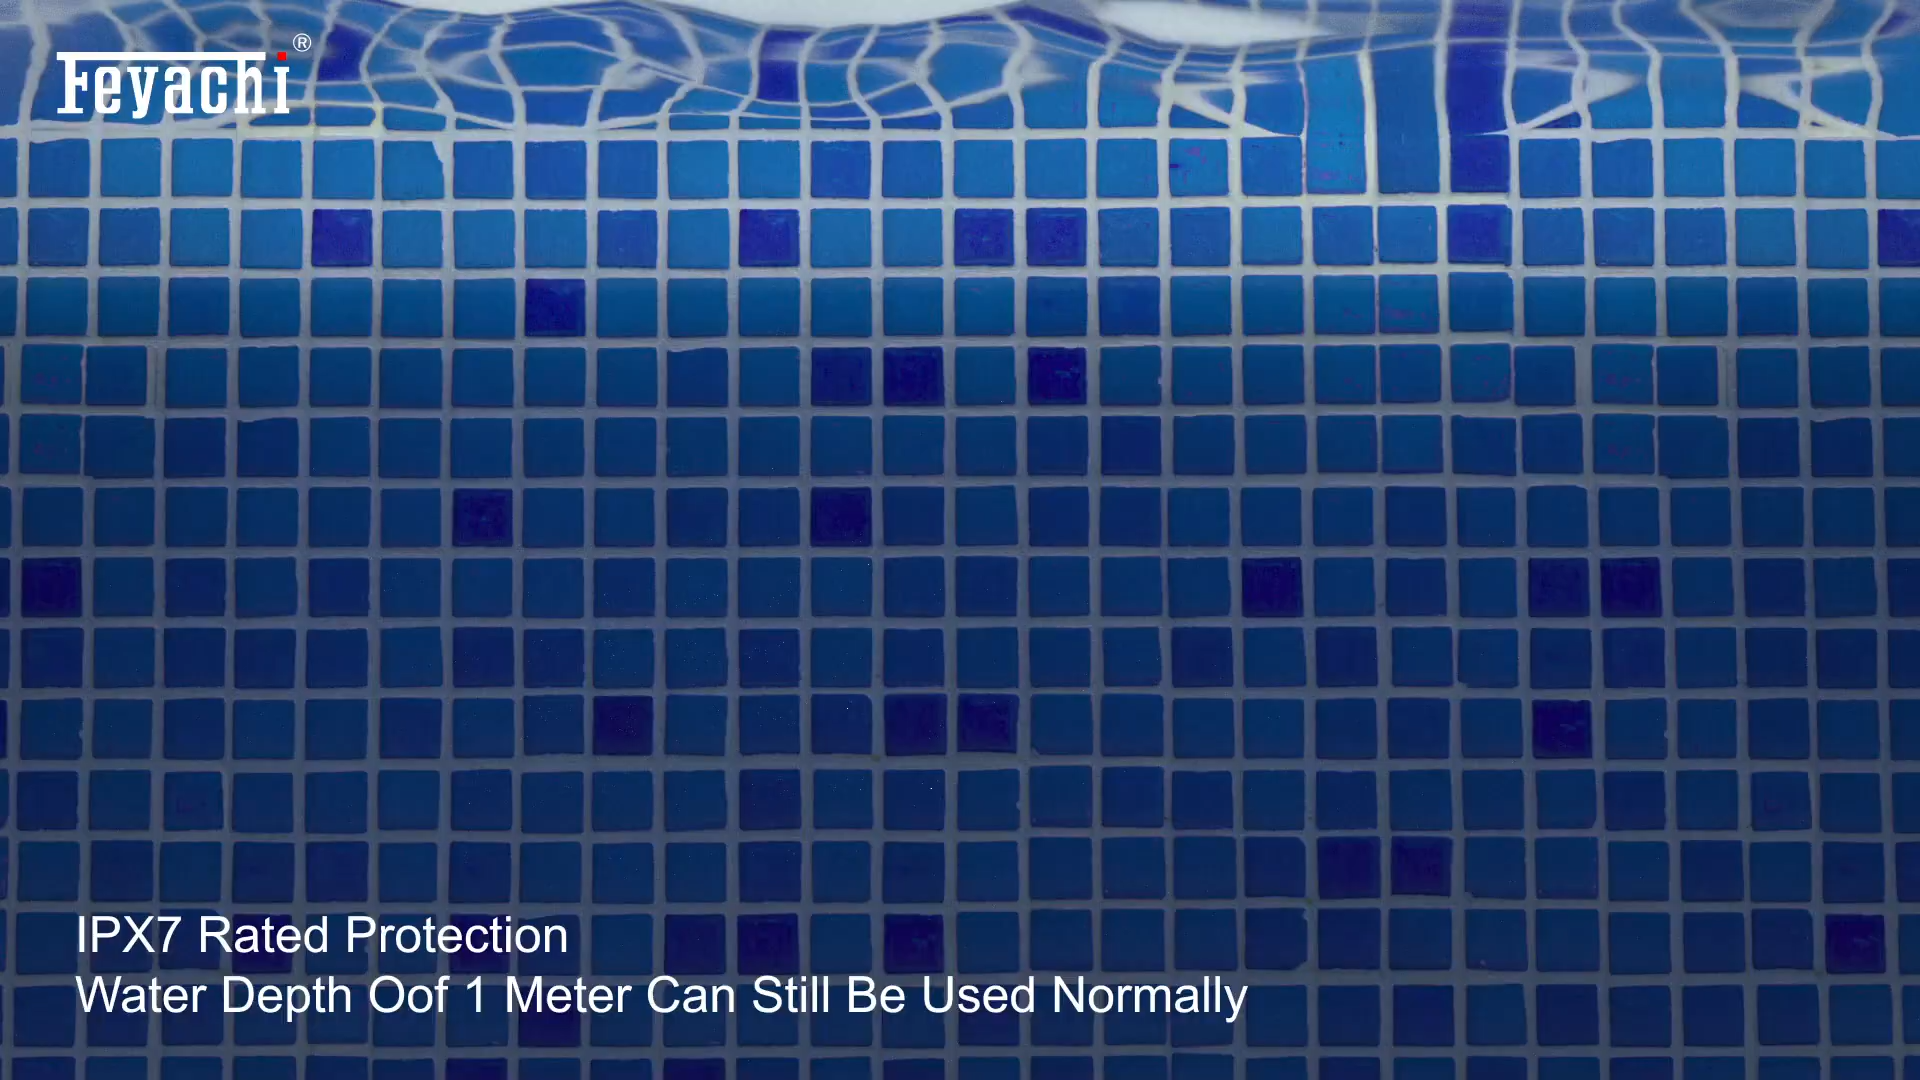 Feyachi®
IPX7 Rated Protection
Water Depth Oof 1 Meter Can Still Be Used Normally